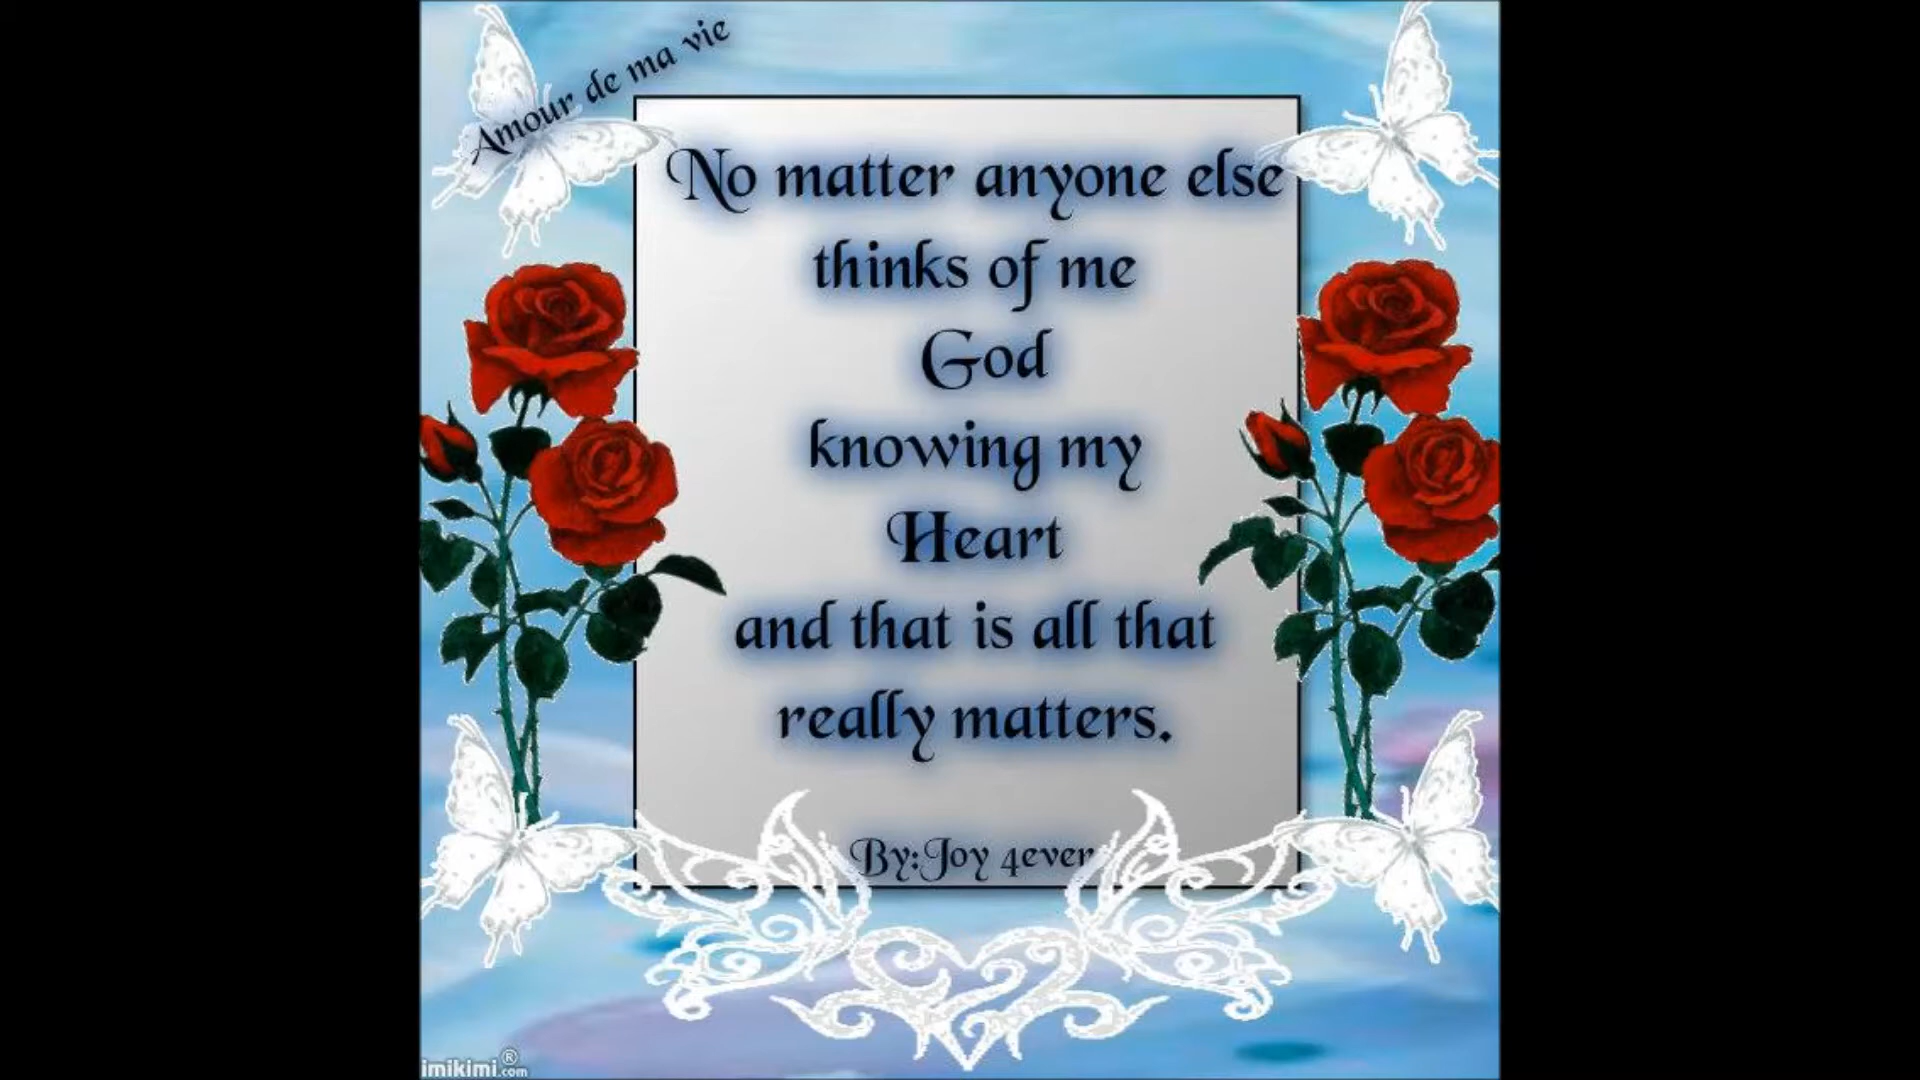 Amour de ma vie
No matter anyone else
thinks of me
God
knowing my
Heart
and that is all that
really matters.
By:Joy 4ever
imikimi.com®